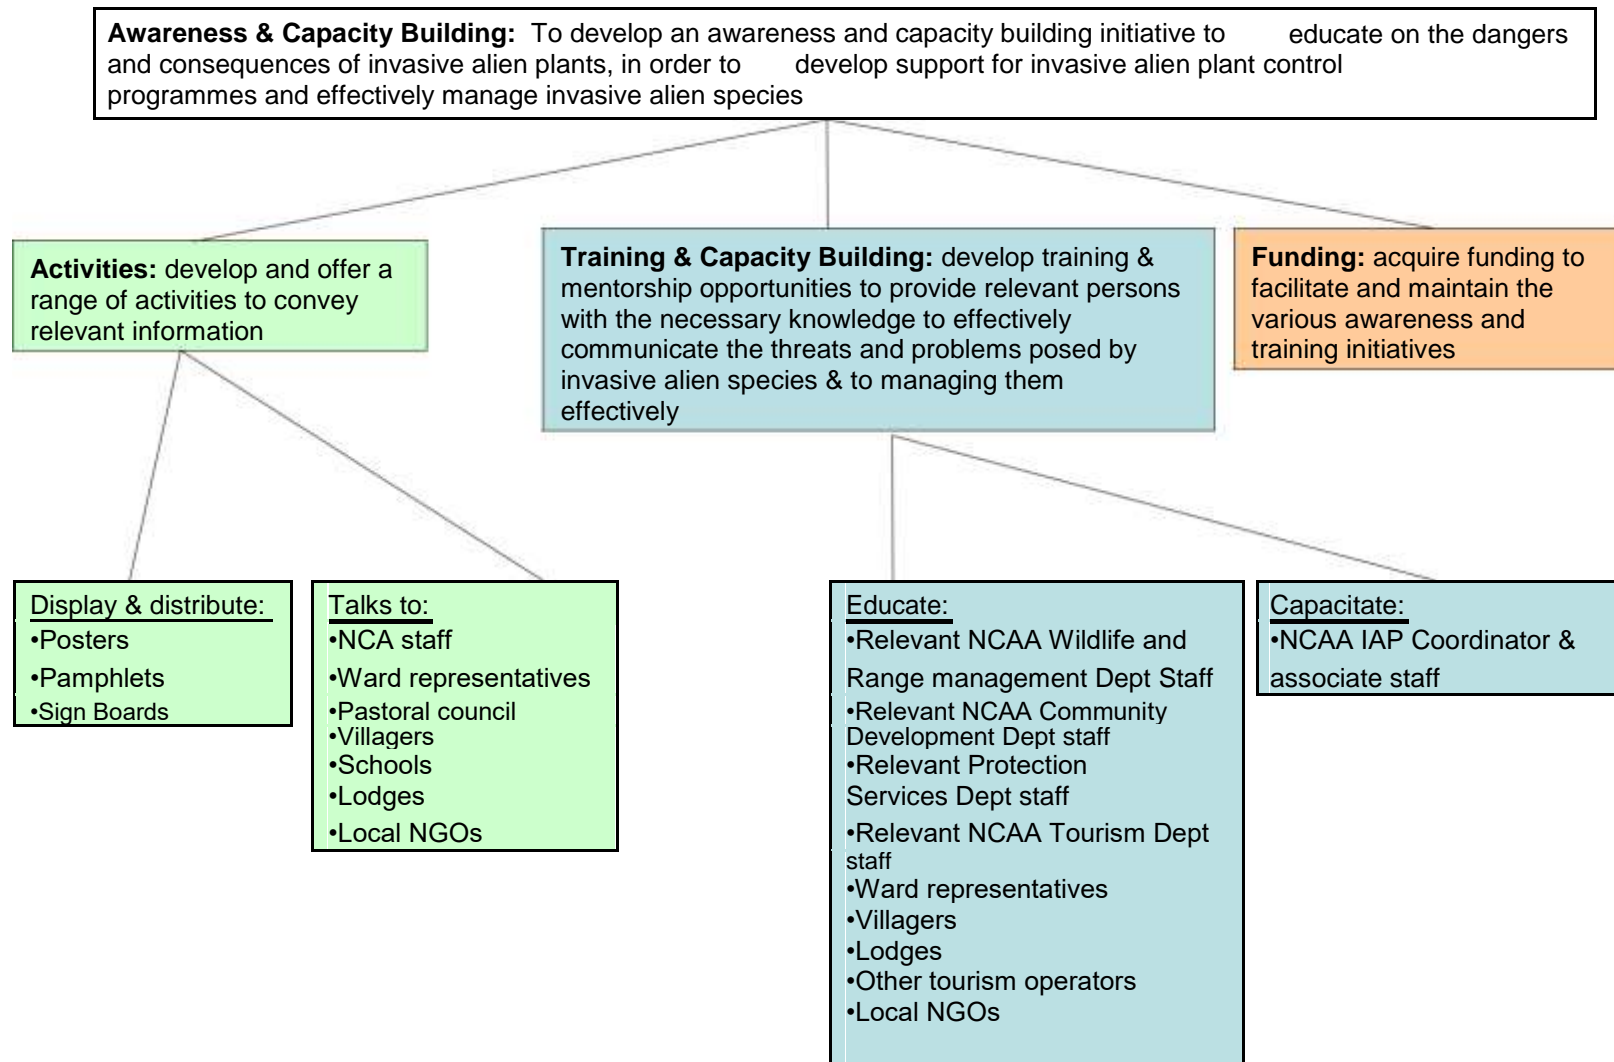 Awareness & Capacity Building: To develop an awareness and capacity building initiative to educate on the dangers
and consequences of invasive alien plants, in order to develop support for invasive alien plant control
programmes and effectively manage invasive alien species
Activities: develop and offer a
range of activities to convey
relevant information
Training & Capacity Building: develop training &
mentorship opportunities to provide relevant persons
with the necessary knowledge to effectively
communicate the threats and problems posed by
invasive alien species & to managing them
effectively
Funding: acquire funding to
facilitate and maintain the
various awareness and
training initiatives
Display & distribute:
•Posters
•Pamphlets
•Sign Boards
Talks to:
•NCA staff
•Ward representatives
•Pastoral council
•Villagers
•Schools
•Lodges
•Local NGOs
Educate:
•Relevant NCAA Wildlife and
Range management Dept Staff
•Relevant NCAA Community
Development Dept staff
•Relevant Protection
Services Dept staff
•Relevant NCAA Tourism Dept
staff
•Ward representatives
•Villagers
•Lodges
•Other tourism operators
•Local NGOs
Capacitate:
•NCAA IAP Coordinator &
associate staff